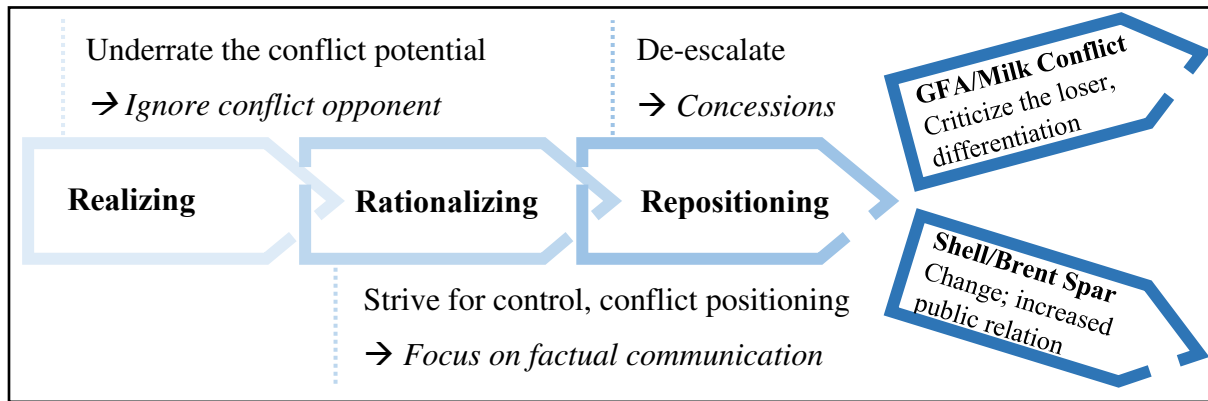 Underrate the conflict potential
→ Ignore conflict opponent
De-escalate
→ Concessions
Realizing
Rationalizing
Repositioning
Strive for control, conflict positioning
→ Focus on factual communication
GFA/Milk Conflict
Criticize the loser,
differentiation
Shell/Brent Spar
Change; increased
public relation